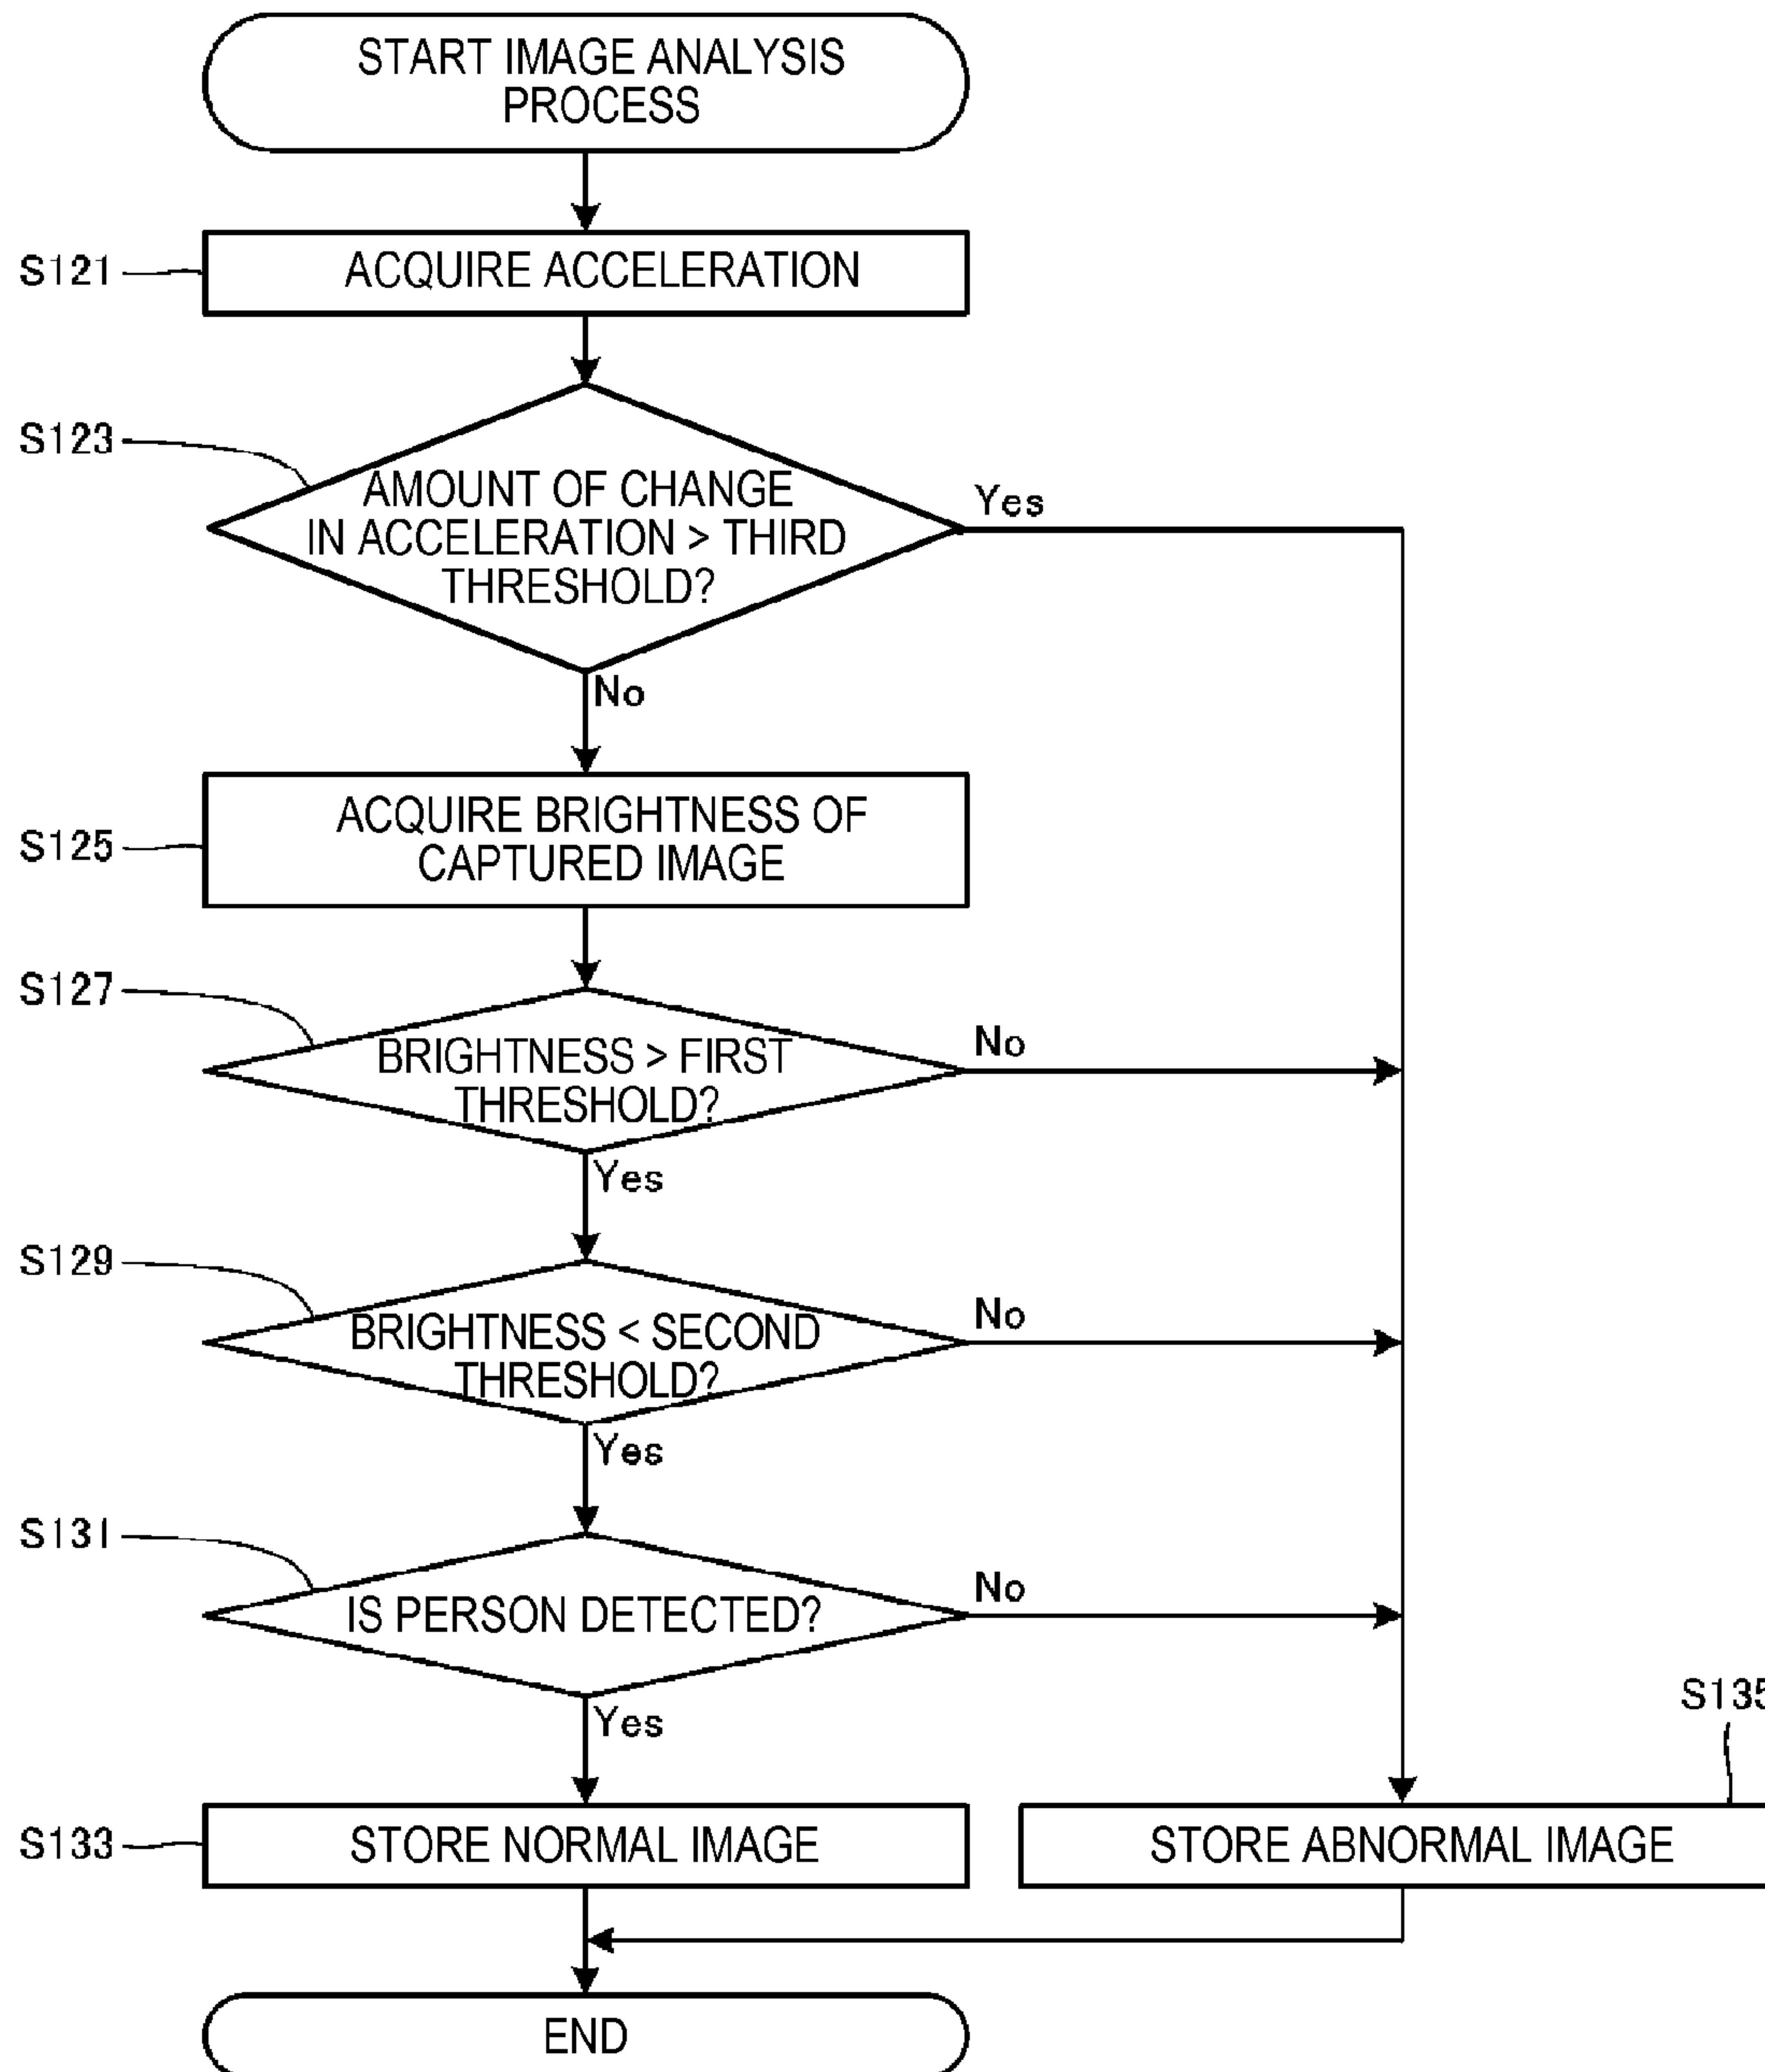 START IMAGE ANALYSIS
PROCESS
S121
ACQUIRE ACCELERATION
S123
AMOUNT OF CHANGE
IN ACCELERATION > THIRD
THRESHOLD?
Yes
No
S125
ACQUIRE BRIGHTNESS OF
CAPTURED IMAGE
S127
BRIGHTNESS > FIRST
THRESHOLD?
No
Yes
S129
BRIGHTNESS < SECOND
THRESHOLD?
No
Yes
S131
IS PERSON DETECTED?
No
Yes
S135
S133
STORE NORMAL IMAGE
STORE ABNORMAL IMAGE
END